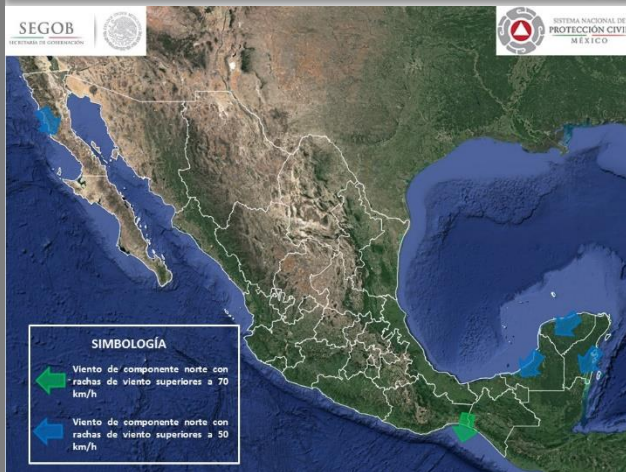 SEGOB
SECRETARÍA DE GOBERNACIÓN
SISTEMA NACIONAL DE
PROTECCIÓN CIVIL
MÉXICO
SIMBOLOGÍA
Viento de componente norte con
rachas de viento superiores a 70
km/h
Viento de componente norte con
rachas de viento superiores a 50
km/h